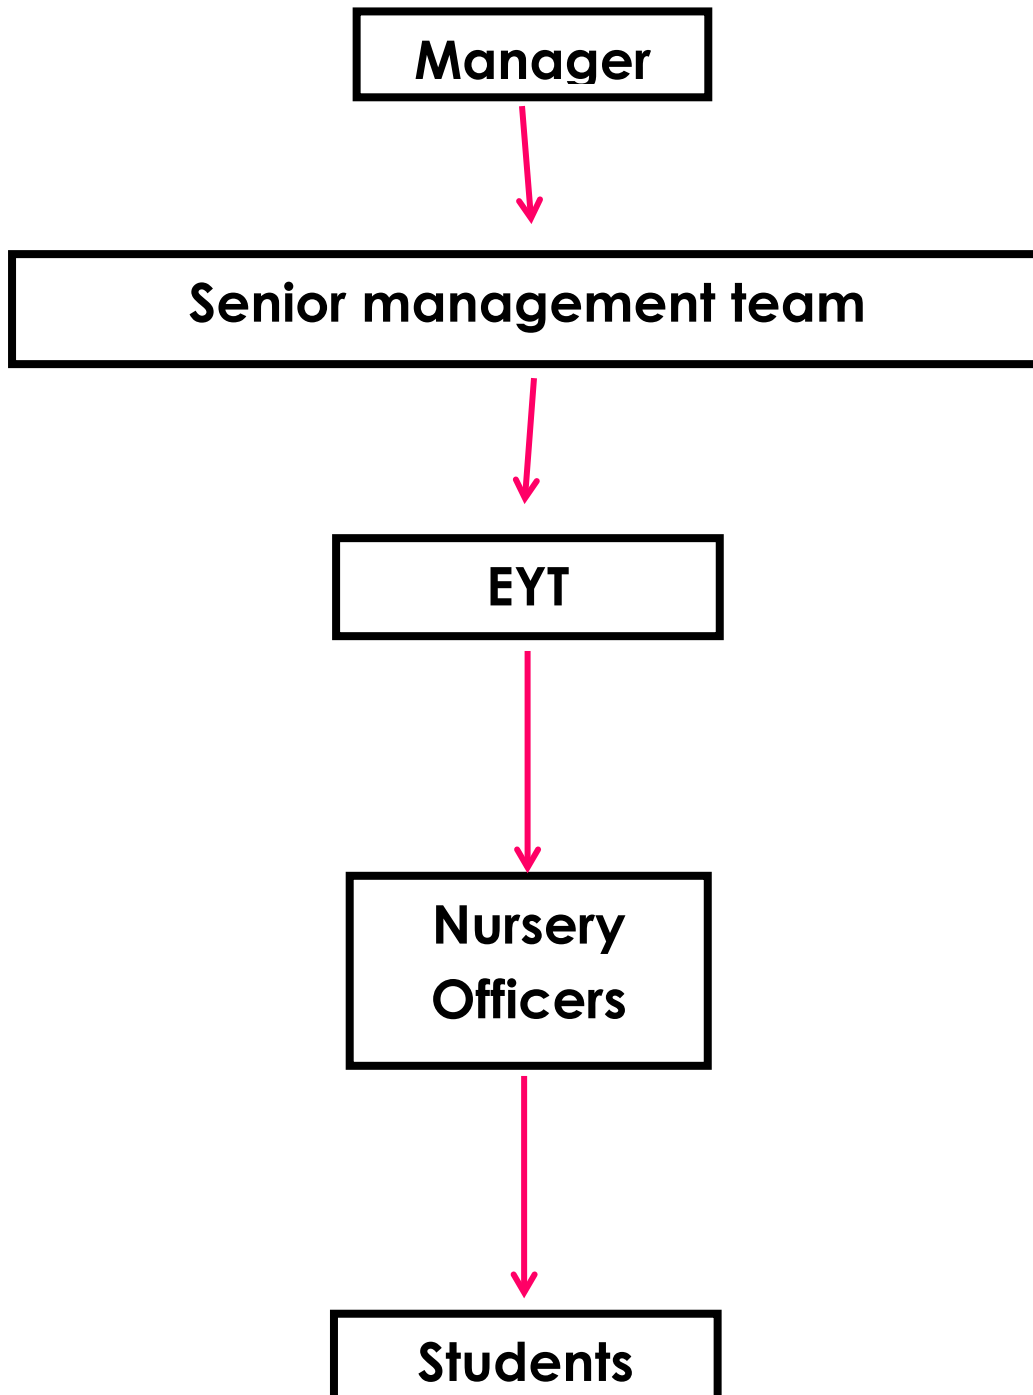 Manager
Senior management team
EYT
Nursery
Officers
Students